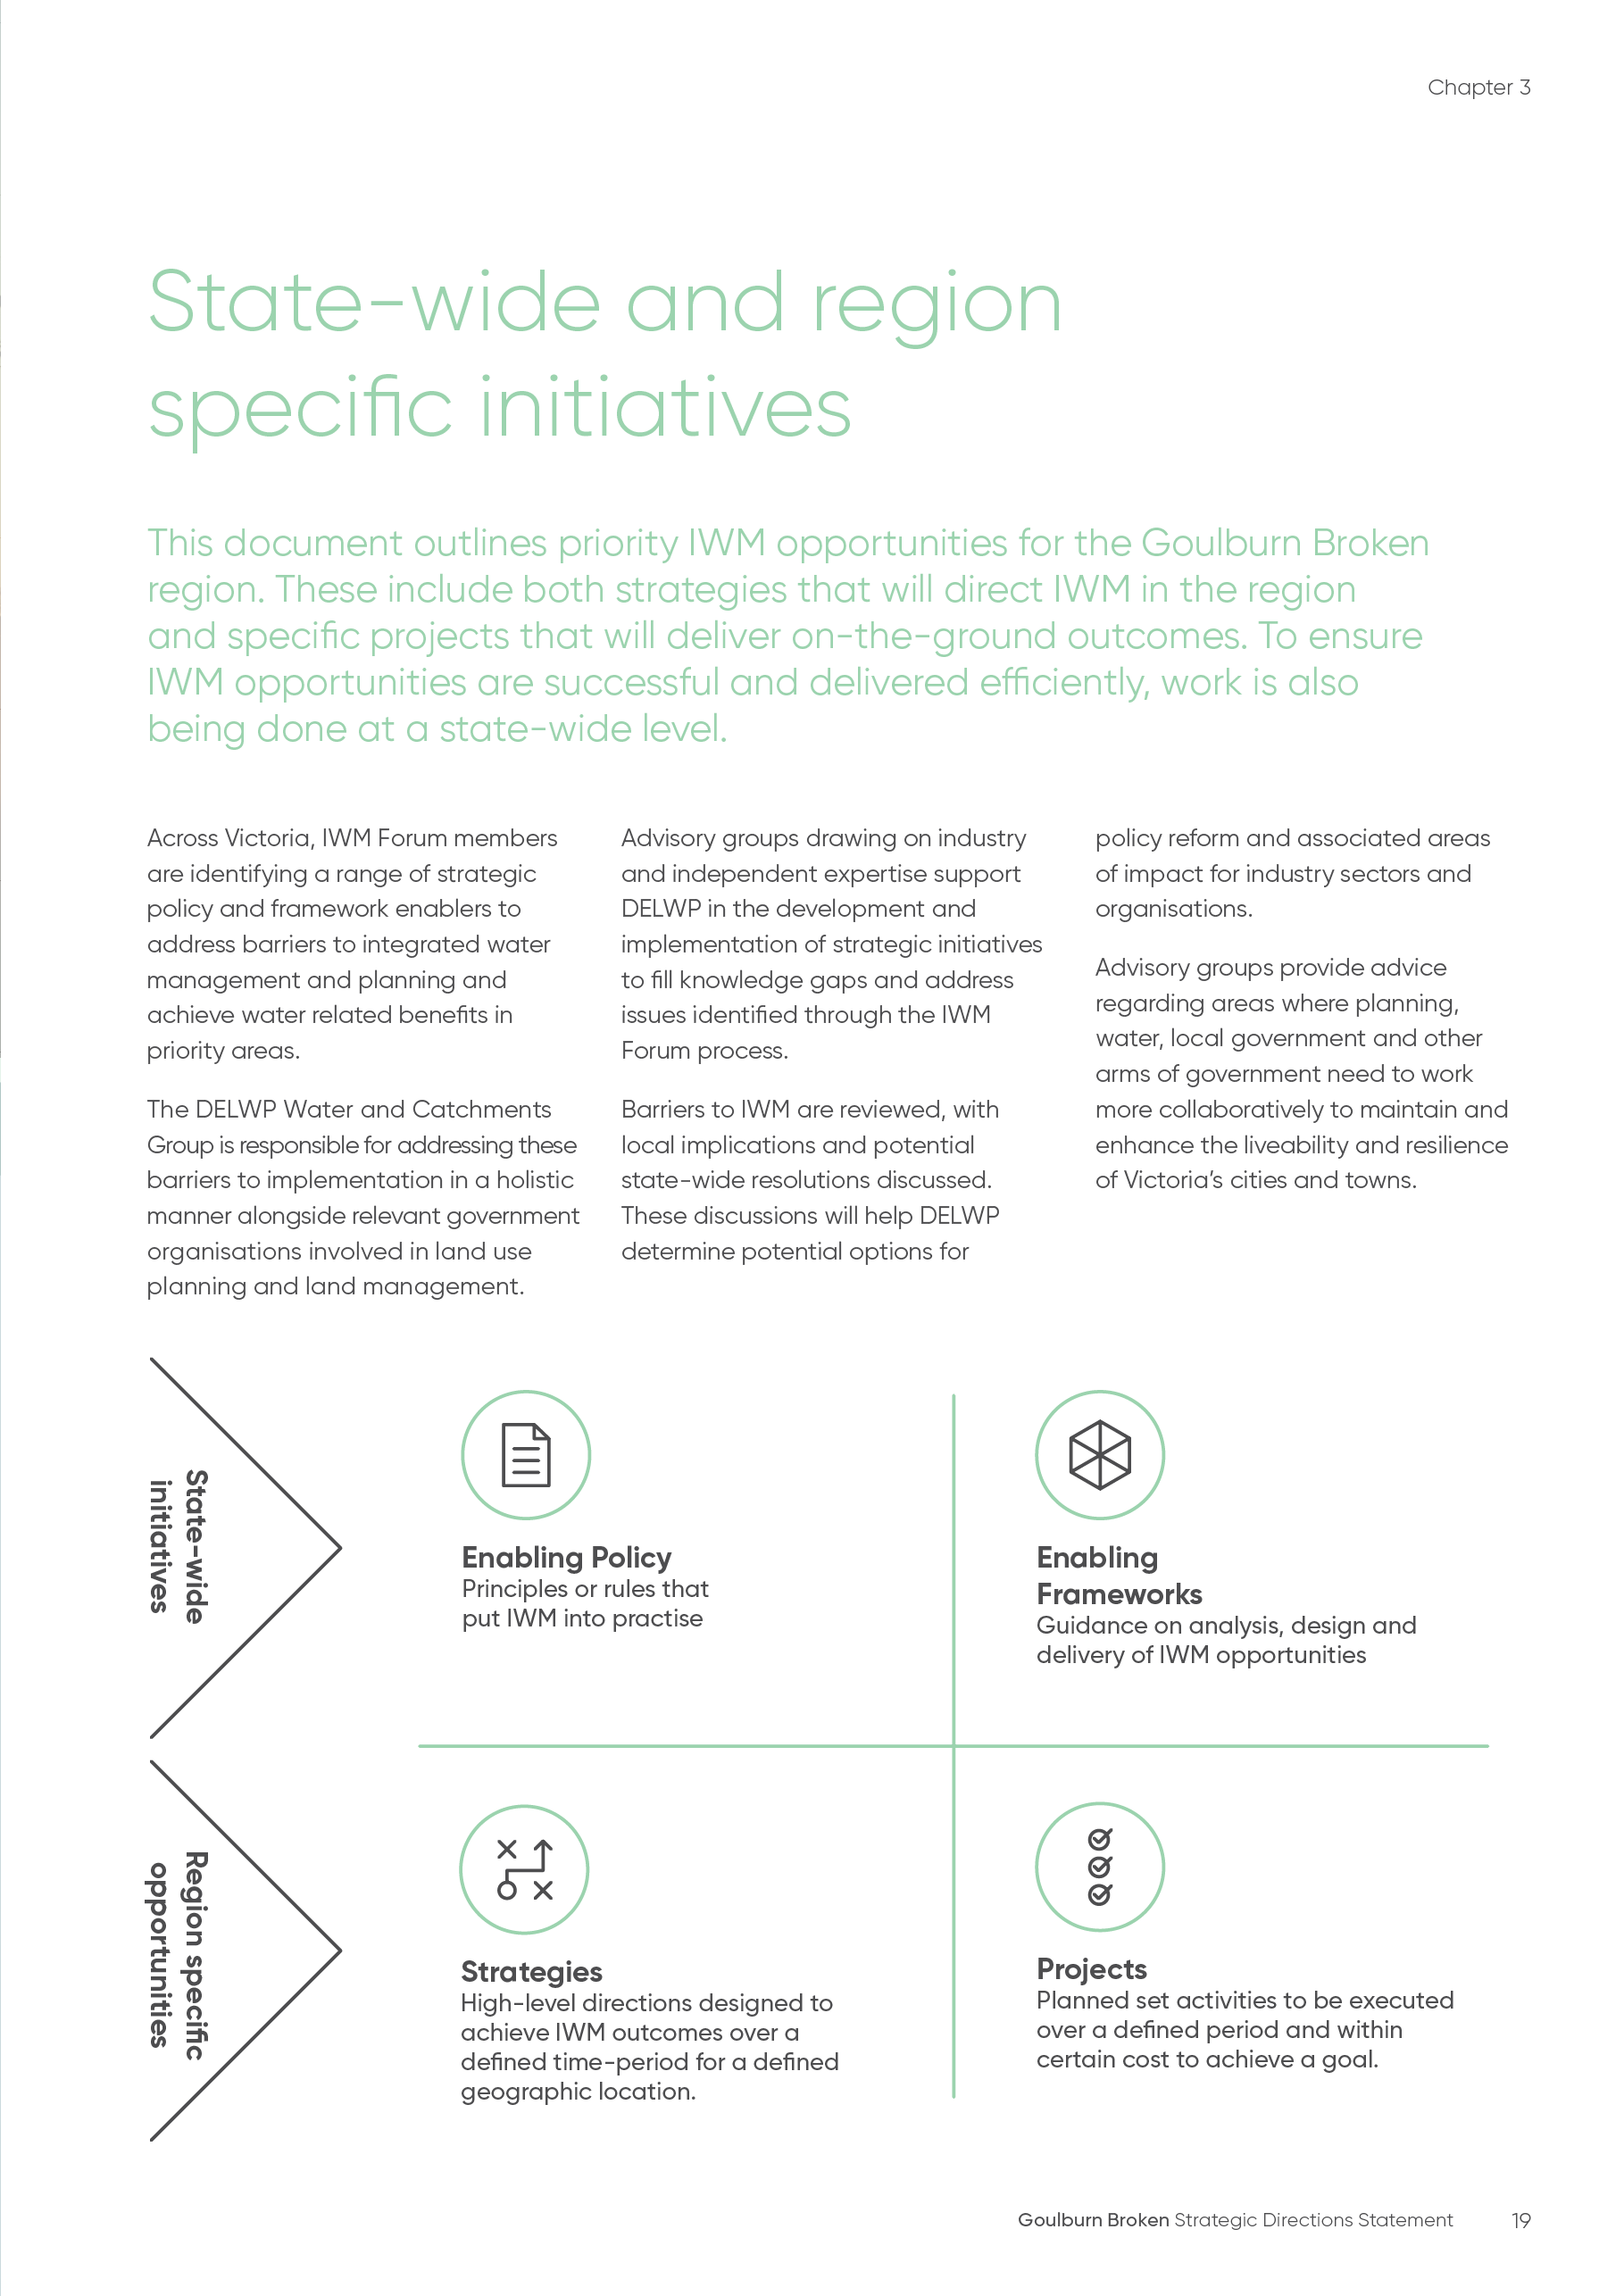 Chapter 3
State-wide and region
specific initiatives
This document outlines priority IWM opportunities for the Goulburn Broken
region. These include both strategies that will direct IWM in the region
and specific projects that will deliver on-the-ground outcomes. To ensure
IWM opportunities are successful and delivered efficiently, work is also
being done at a state-wide level.
Across Victoria, IWM Forum members
are identifying a range of strategic
policy and framework enablers to
address barriers to integrated water
management and planning and
achieve water related benefits in
priority areas.
The DELWP Water and Catchments
Group is responsible for addressing these
barriers to implementation in a holistic
manner alongside relevant government
organisations involved in land use
planning and land management.
Advisory groups drawing on industry
and independent expertise support
DELWP in the development and
implementation of strategic initiatives
to fill knowledge gaps and address
issues identified through the IWM
Forum process.
Barriers to IWM are reviewed, with
local implications and potential
state-wide resolutions discussed.
These discussions will help DELWP
determine potential options for
policy reform and associated areas
of impact for industry sectors and
organisations.
Advisory groups provide advice
regarding areas where planning,
water, local government and other
arms of government need to work
more collaboratively to maintain and
enhance the liveability and resilience
of Victoria's cities and towns.
State-wide
initiatives
Enabling Policy
Principles or rules that
put IWM into practise
Enabling
Frameworks
Guidance on analysis, design and
delivery of IWM opportunities
Region specific
opportunities
Strategies
High-level directions designed to
achieve IWM outcomes over a
defined time-period for a defined
geographic location.
Projects
Planned set activities to be executed
over a defined period and within
certain cost to achieve a goal.
Goulburn Broken Strategic Directions Statement 19